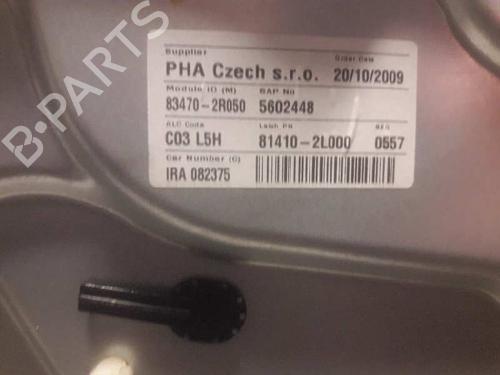 B-PARTS
Supplier Order Date
PHA Czech s.r.o. 20/10/2009
Module ID (M) SAP No
83470-2R050 5602448
ALC Code Latch PN SEQ
C03 L5H 81410-2L000 0557
Car Number (C)
IRA 082375